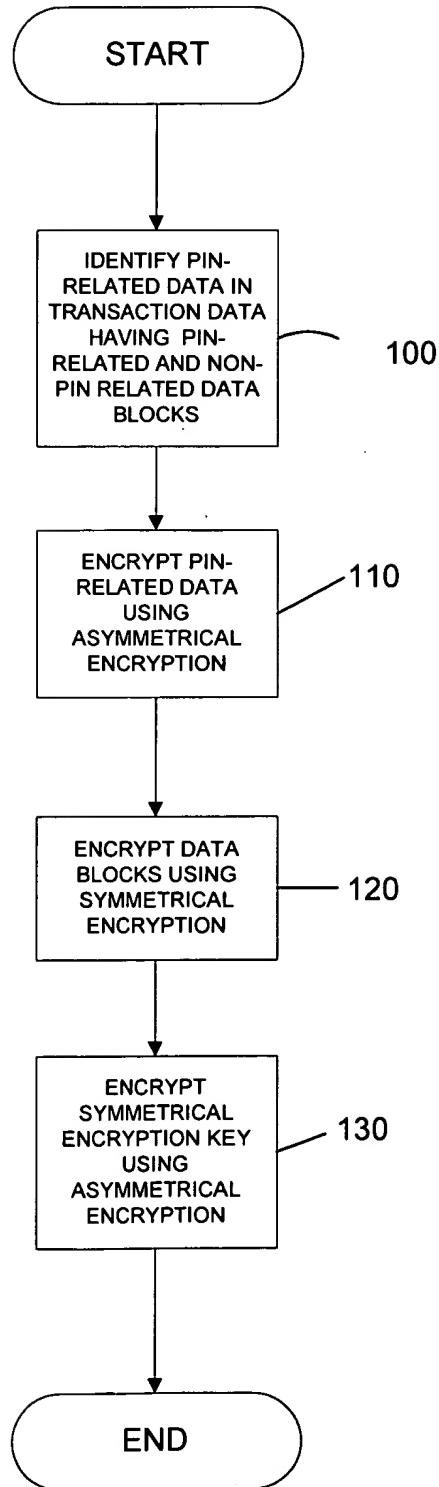 START
IDENTIFY PIN-
RELATED DATA IN
TRANSACTION DATA
HAVING PIN-
RELATED AND NON-
PIN RELATED DATA
BLOCKS
100
ENCRYPT PIN-
RELATED DATA
USING
ASYMMETRICAL
ENCRYPTION
110
ENCRYPT DATA
BLOCKS USING
SYMMETRICAL
ENCRYPTION
120
ENCRYPT
SYMMETRICAL
ENCRYPTION KEY
USING
ASYMMETRICAL
ENCRYPTION
130
END